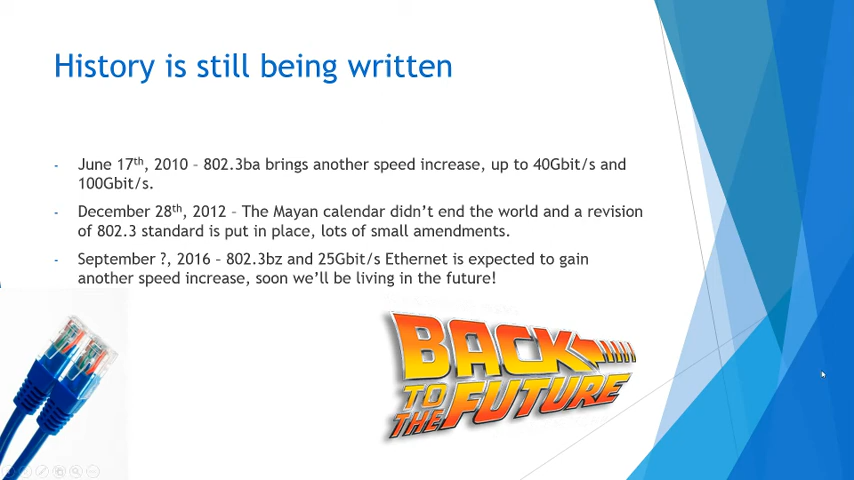 History is still being written
- June 17th, 2010 – 802.3ba brings another speed increase, up to 40Gbit/s and
100Gbit/s.
- December 28th, 2012 – The Mayan calendar didn't end the world and a revision
of 802.3 standard is put in place, lots of small amendments.
- September ?, 2016 – 802.3bz and 25Gbit/s Ethernet is expected to gain
another speed increase, soon we'll be living in the future!
BACK
TO
THE FUTURE